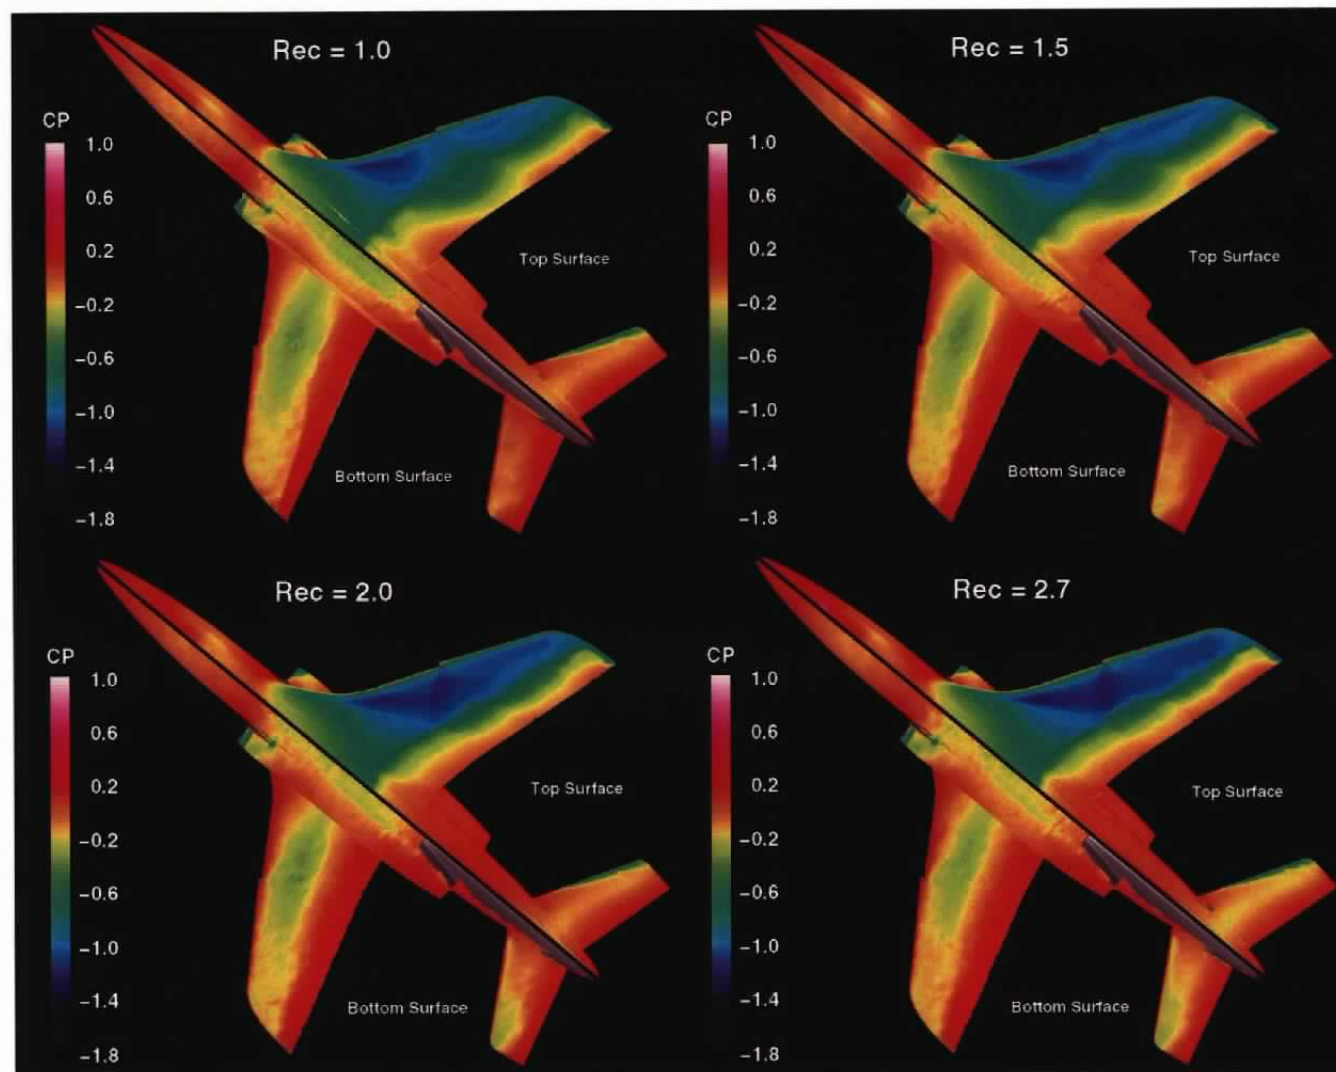 Rec = 1.0
CP
1.0
0.6
0.2
−0.2
−0.6
−1.0
−1.4
−1.8
Top Surface
Bottom Surface
Rec = 1.5
CP
1.0
0.6
0.2
−0.2
−0.6
−1.0
−1.4
−1.8
Top Surface
Bottom Surface
Rec = 2.0
CP
1.0
0.6
0.2
−0.2
−0.6
−1.0
−1.4
−1.8
Top Surface
Bottom Surface
Rec = 2.7
CP
1.0
0.6
0.2
−0.2
−0.6
−1.0
−1.4
−1.8
Top Surface
Bottom Surface